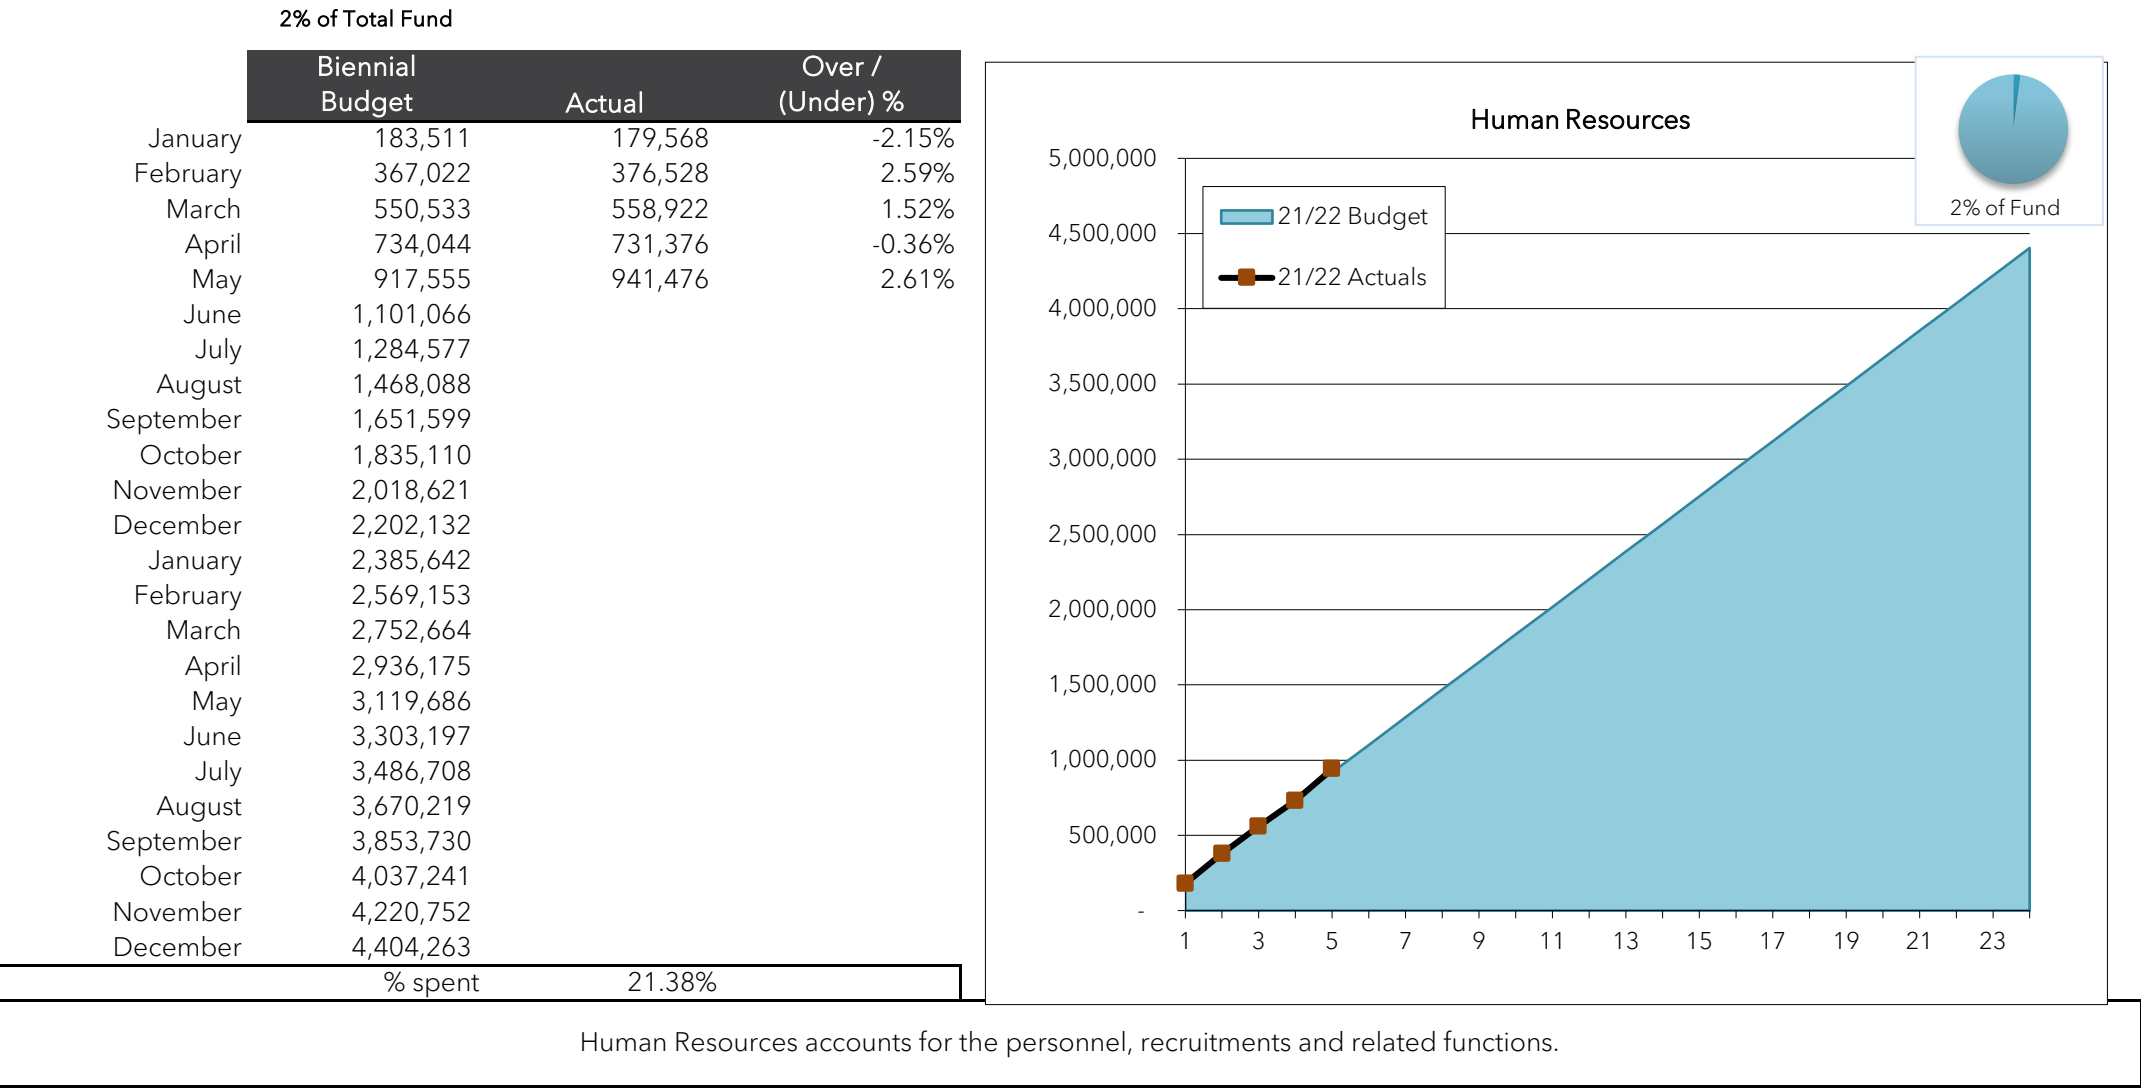 2% of Total Fund
Biennial Budget Actual Over / (Under) %
January 183,511 179,568 -2.15%
February 367,022 376,528 2.59%
March 550,533 558,922 1.52%
April 734,044 731,376 -0.36%
May 917,555 941,476 2.61%
June 1,101,066
July 1,284,577
August 1,468,088
September 1,651,599
October 1,835,110
November 2,018,621
December 2,202,132
January 2,385,642
February 2,569,153
March 2,752,664
April 2,936,175
May 3,119,686
June 3,303,197
July 3,486,708
August 3,670,219
September 3,853,730
October 4,037,241
November 4,220,752
December 4,404,263
% spent 21.38%
Human Resources
2% of Fund
21/22 Budget
21/22 Actuals
5,000,000
4,500,000
4,000,000
3,500,000
3,000,000
2,500,000
2,000,000
1,500,000
1,000,000
500,000
-
1 3 5 7 9 11 13 15 17 19 21 23
Human Resources accounts for the personnel, recruitments and related functions.